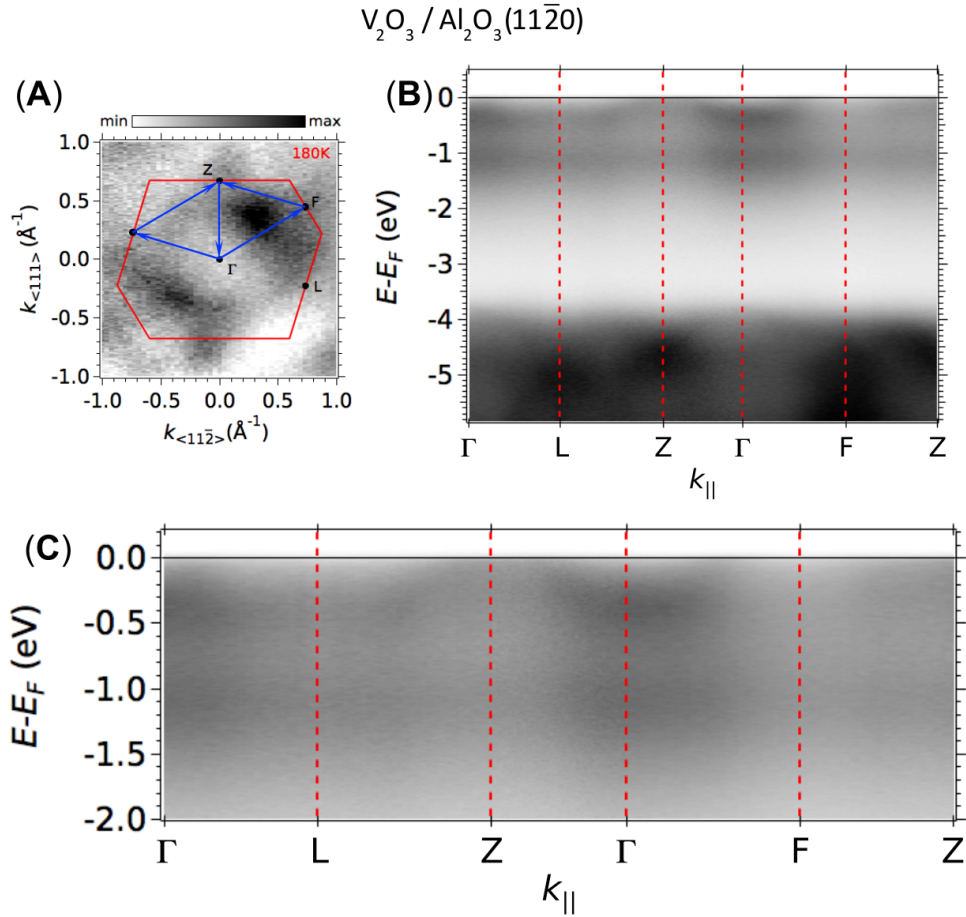 V₂O₃ / Al₂O₃(112̄0)
(A)
min max
180K
1.0
0.5
0.0
-0.5
-1.0
k<111>(Å⁻¹)
Z
F
Γ
L
-1.0 -0.5 0.0 0.5 1.0
k<112̄>(Å⁻¹)
(B)
0
-1
-2
-3
-4
-5
E-E_F (eV)
Γ L Z Γ F Z
k||
(C)
0.0
-0.5
-1.0
-1.5
-2.0
E-E_F (eV)
Γ L Z Γ F Z
k||